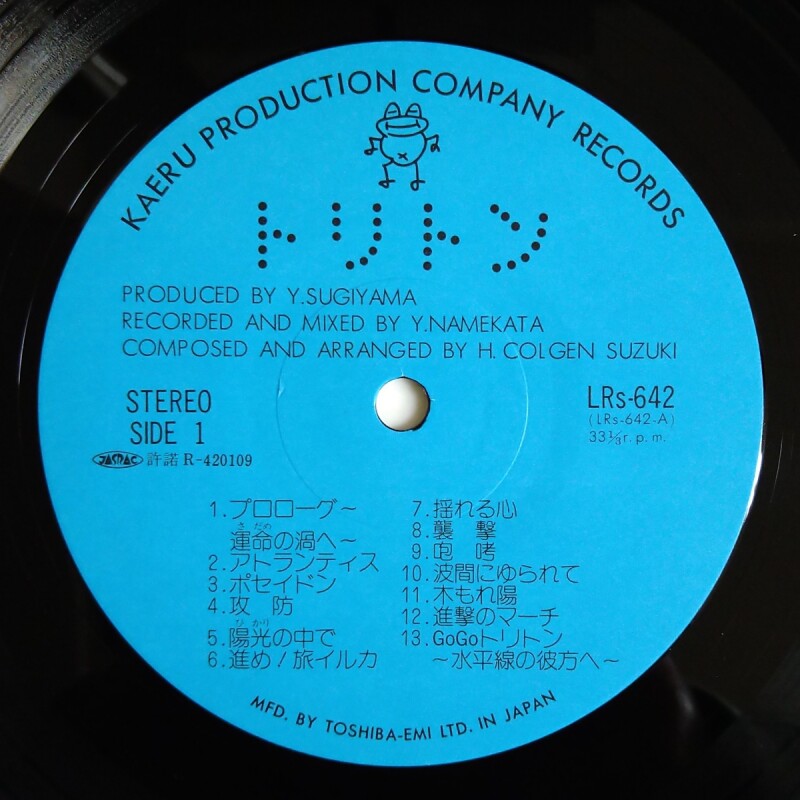 KAERU PRODUCTION COMPANY RECORDS
トリトン
PRODUCED BY Y.SUGIYAMA
RECORDED AND MIXED BY Y.NAMEKATA
COMPOSED AND ARRANGED BY H. COLGEN SUZUKI
STEREO
SIDE 1
JASRAC 許諾 R-420109
LRs-642
(LRs-642-A)
33⅓r.p.m.
1.プロローグ~
さだめ
運命の渦へ~
2.アトランティス
3.ポセイドン
4.攻 防
ひかり
5.陽光の中で
6.進め!旅イルカ
7.揺れる心
8.襲 撃
9.咆 哮
10.波間にゆられて
11.木もれ陽
12.進撃のマーチ
13.GoGoトリトン
~水平線の彼方へ~
MFD. BY TOSHIBA-EMI LTD. IN JAPAN